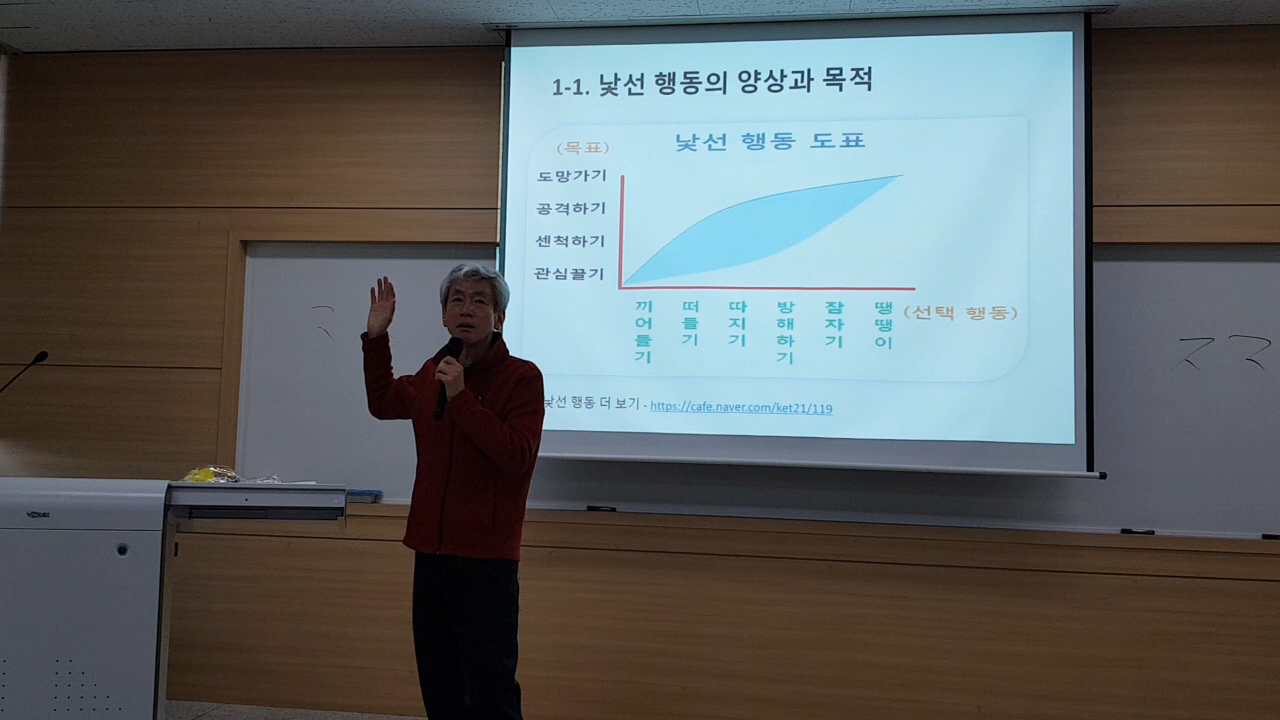 1-1. 낯선 행동의 양상과 목적
낯선 행동 도표
(목표)
도망가기
공격하기
센척하기
관심끌기
끼어들기
떠들기
따지기
방해하기
잠자기
땡땡이
(선택 행동)
낯선 행동 더 보기 - https://cafe.naver.com/ket21/119